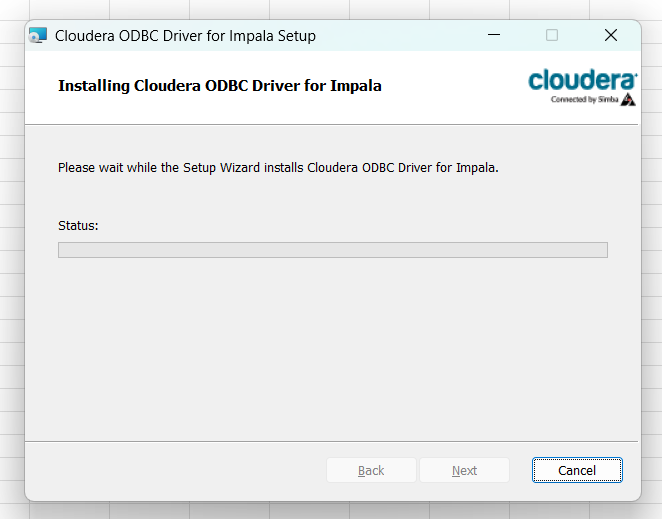 Cloudera ODBC Driver for Impala Setup
Installing Cloudera ODBC Driver for Impala
cloudera
Connected by Simba
Please wait while the Setup Wizard installs Cloudera ODBC Driver for Impala.
Status:
Back
Next
Cancel